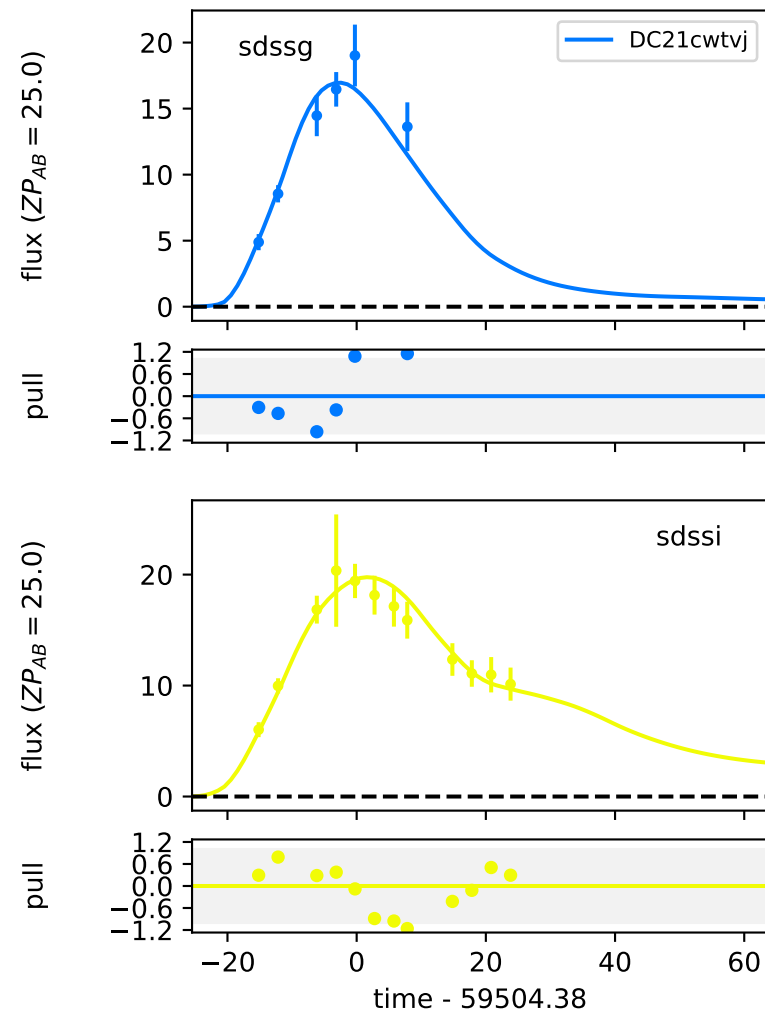 sdssg
DC21cwtvj
flux (ZP_AB = 25.0)
20
15
10
5
0
pull
1.2
0.6
0.0
−0.6
−1.2
sdssi
flux (ZP_AB = 25.0)
20
10
0
pull
1.2
0.6
0.0
−0.6
−1.2
−20 0 20 40 60
time - 59504.38